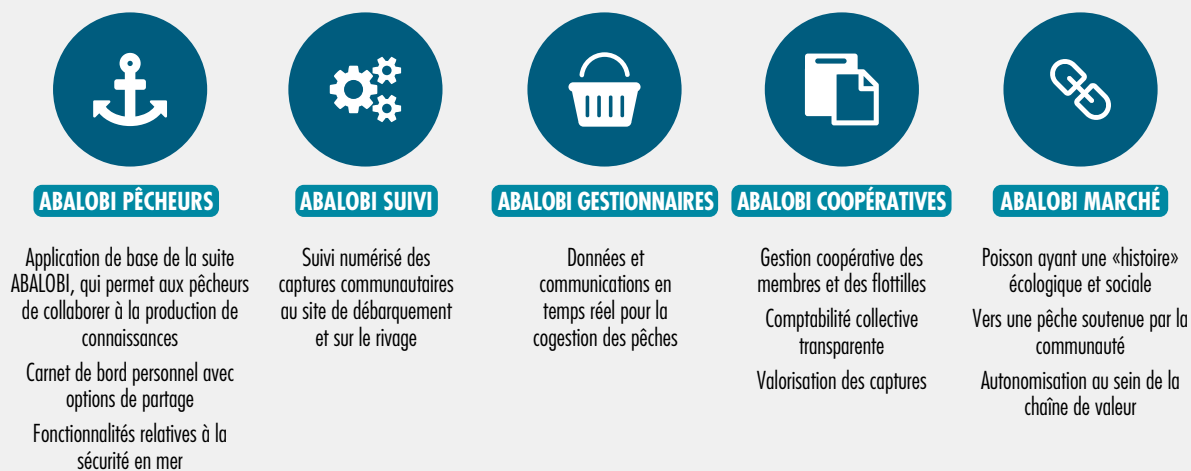 ABALOBI PÊCHEURS
Application de base de la suite
ABALOBI, qui permet aux pêcheurs
de collaborer à la production de
connaissances
Carnet de bord personnel avec
options de partage
Fonctionnalités relatives à la
sécurité en mer
ABALOBI SUIVI
Suivi numérisé des
captures communautaires
au site de débarquement
et sur le rivage
ABALOBI GESTIONNAIRES
Données et
communications en
temps réel pour la
cogestion des pêches
ABALOBI COOPÉRATIVES
Gestion coopérative des
membres et des flottilles
Comptabilité collective
transparente
Valorisation des captures
ABALOBI MARCHÉ
Poisson ayant une «histoire»
écologique et sociale
Vers une pêche soutenue par la
communauté
Autonomisation au sein de la
chaîne de valeur